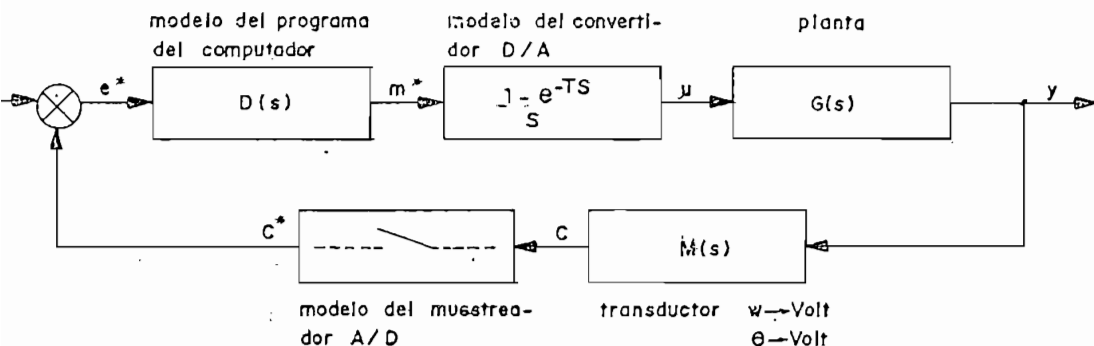 modelo del programa
del computador
modelo del converti-
dor D/A
planta
e*
D(s)
m*
1 - e-TS
S
μ
G(s)
y
C*
C
M(s)
modelo del muestrea-
dor A/D
transductor w→Volt
θ→Volt